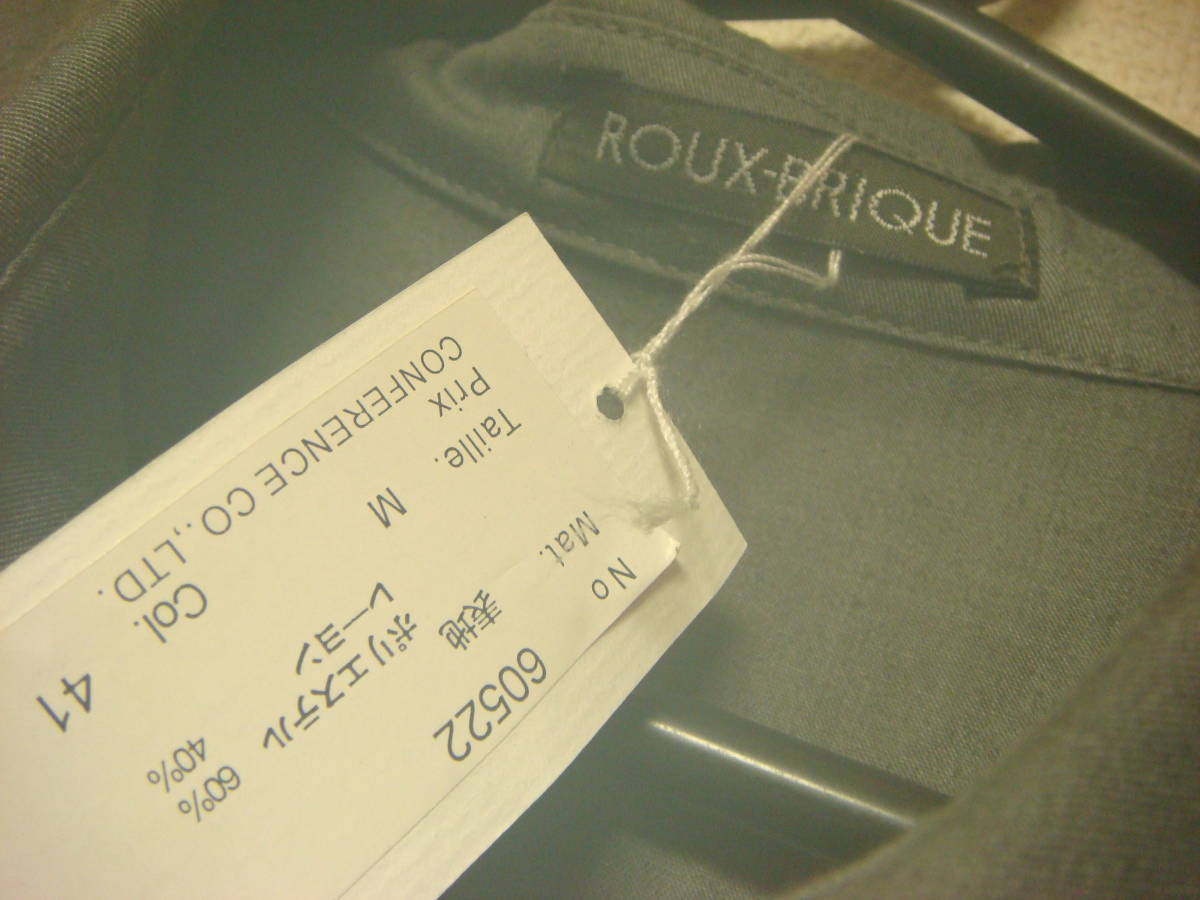 ROUX-BRIQUE
No 60522
Mat. 表地 ポリエステル 60%
レーヨン 40%
Taille. M Col. 41
Prix
CONFERENCE CO.,LTD.